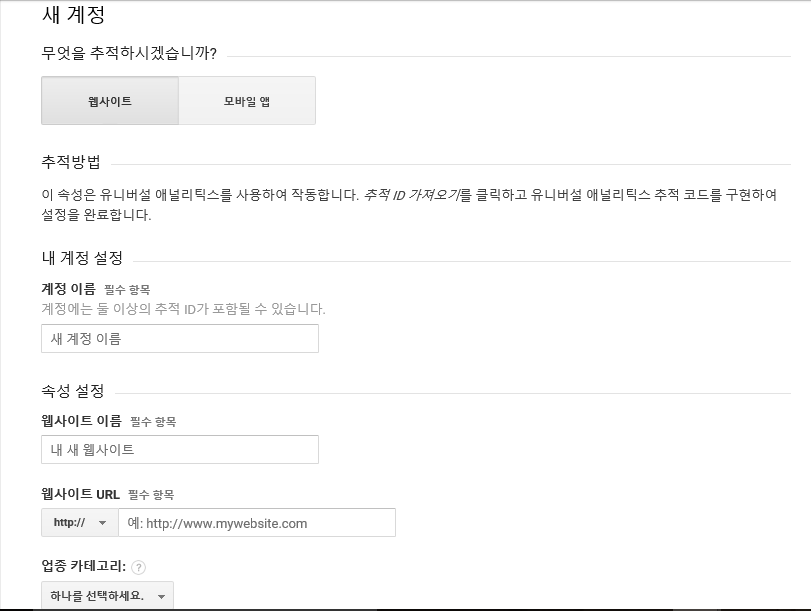 새 계정
무엇을 추적하시겠습니까?
웹사이트 모바일 앱
추적방법
이 속성은 유니버설 애널리틱스를 사용하여 작동합니다. 추적 ID 가져오기를 클릭하고 유니버설 애널리틱스 추적 코드를 구현하여
설정을 완료합니다.
내 계정 설정
계정 이름 필수 항목
계정에는 둘 이상의 추적 ID가 포함될 수 있습니다.
새 계정 이름
속성 설정
웹사이트 이름 필수 항목
내 새 웹사이트
웹사이트 URL 필수 항목
http:// 예: http://www.mywebsite.com
업종 카테고리: ?
하나를 선택하세요.